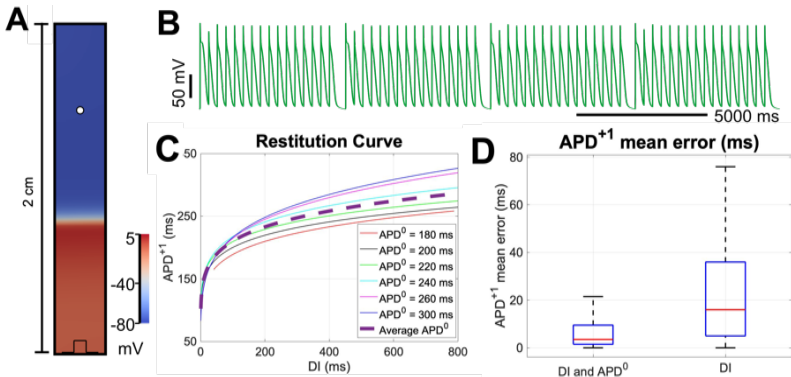 A
2 cm
5
-40
-80
mV
B
50 mV
5000 ms
C
Restitution Curve
350
250
150
50
APD+1 (ms)
0
200
400
600
800
DI (ms)
APD0 = 180 ms
APD0 = 200 ms
APD0 = 220 ms
APD0 = 240 ms
APD0 = 260 ms
APD0 = 300 ms
Average APD0
D
APD+1 mean error (ms)
80
60
40
20
0
APD+1 mean error (ms)
DI and APD0
DI